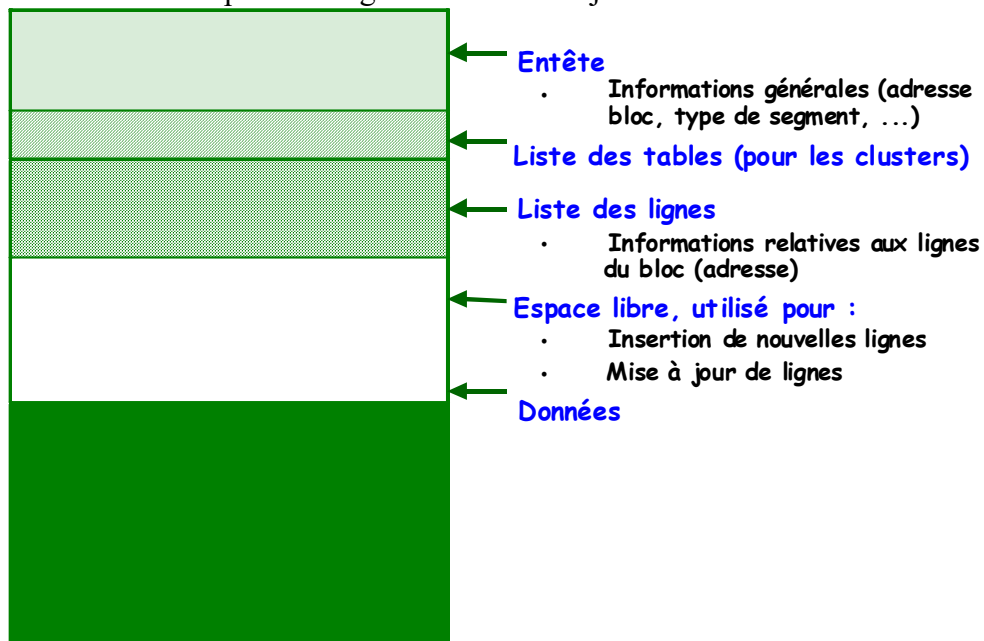 Entête
. Informations générales (adresse
bloc, type de segment, ...)
Liste des tables (pour les clusters)
Liste des lignes
· Informations relatives aux lignes
du bloc (adresse)
Espace libre, utilisé pour :
· Insertion de nouvelles lignes
· Mise à jour de lignes
Données